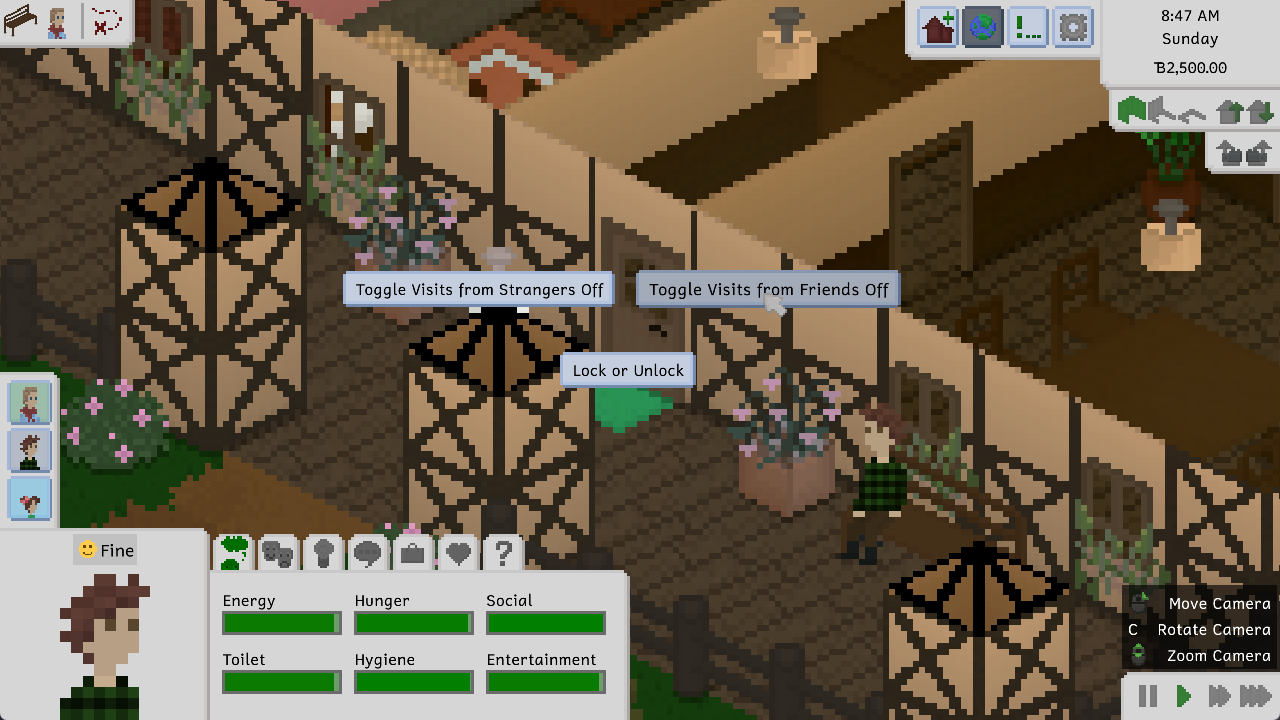 8:47 AM
Sunday
Ɓ2,500.00
Toggle Visits from Strangers Off
Toggle Visits from Friends Off
Lock or Unlock
Fine
Energy
Hunger
Social
Toilet
Hygiene
Entertainment
Move Camera
C Rotate Camera
Zoom Camera